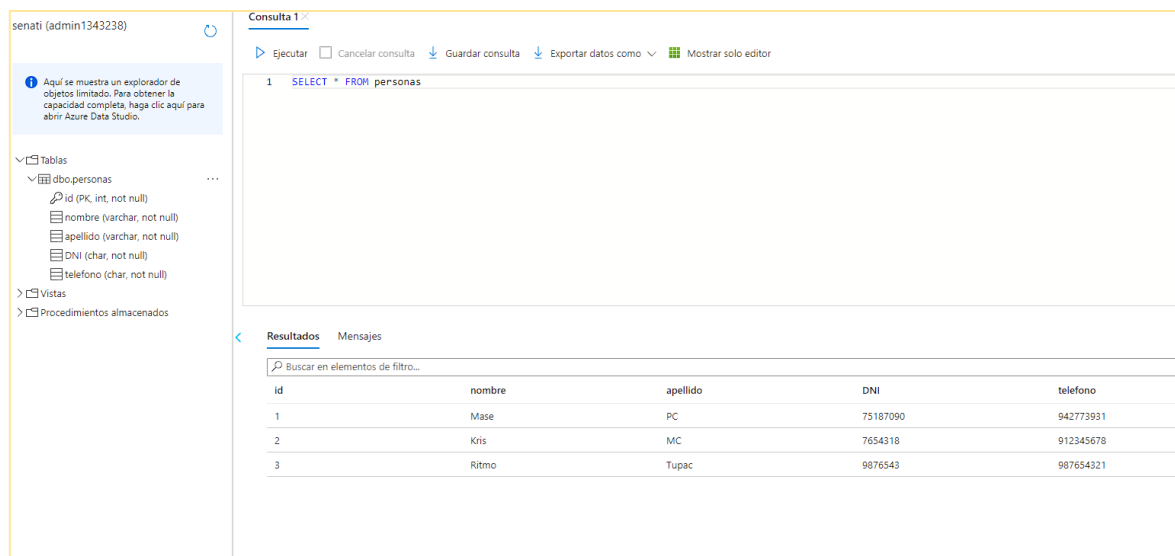 senati (admin1343238)
Aquí se muestra un explorador de
objetos limitado. Para obtener la
capacidad completa, haga clic aquí para
abrir Azure Data Studio.
Tablas
dbo.personas ...
id (PK, int, not null)
nombre (varchar, not null)
apellido (varchar, not null)
DNI (char, not null)
telefono (char, not null)
Vistas
Procedimientos almacenados
Consulta 1
Ejecutar Cancelar consulta Guardar consulta Exportar datos como Mostrar solo editor
1 SELECT * FROM personas
Resultados Mensajes
Buscar en elementos de filtro...
id nombre apellido DNI telefono
1 Mase PC 75187090 942773931
2 Kris MC 7654318 912345678
3 Ritmo Tupac 9876543 987654321